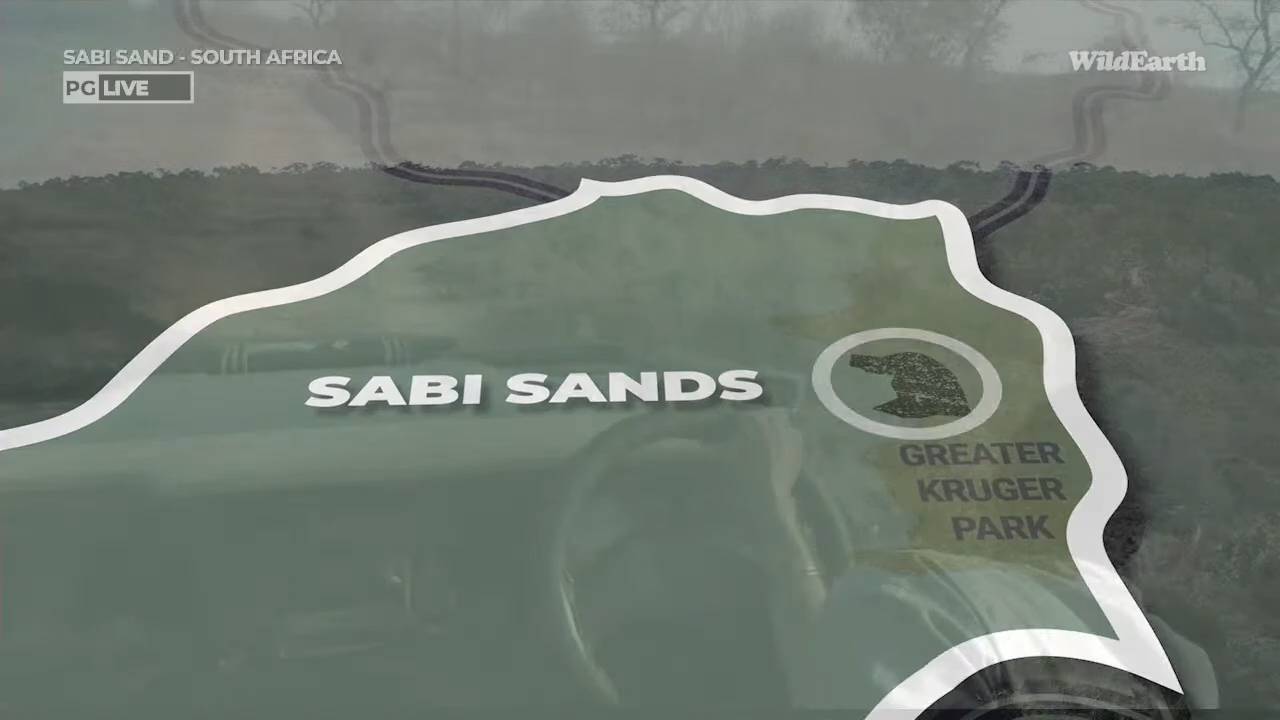 SABI SAND - SOUTH AFRICA
PG LIVE
WildEarth
SABI SANDS
GREATER
KRUGER
PARK